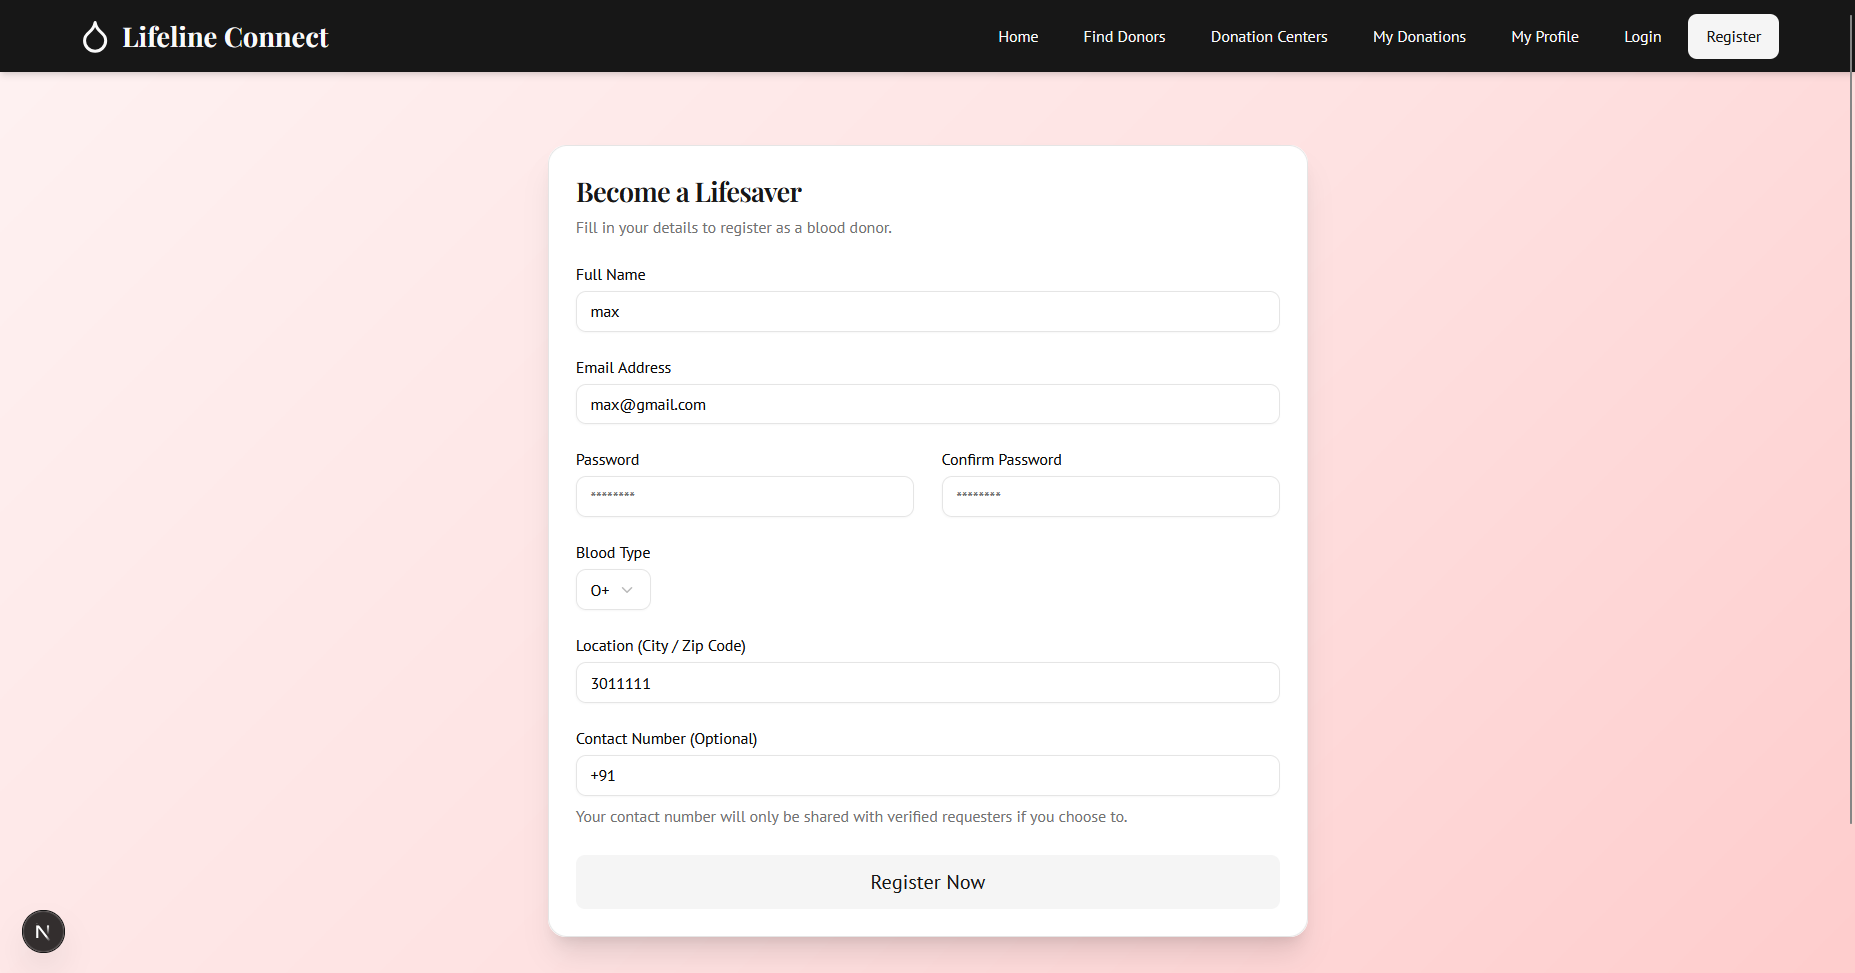 Lifeline Connect
Home Find Donors Donation Centers My Donations My Profile Login Register
Become a Lifesaver
Fill in your details to register as a blood donor.
Full Name
max
Email Address
max@gmail.com
Password Confirm Password
******** ********
Blood Type
O+
Location (City / Zip Code)
3011111
Contact Number (Optional)
+91
Your contact number will only be shared with verified requesters if you choose to.
Register Now
N